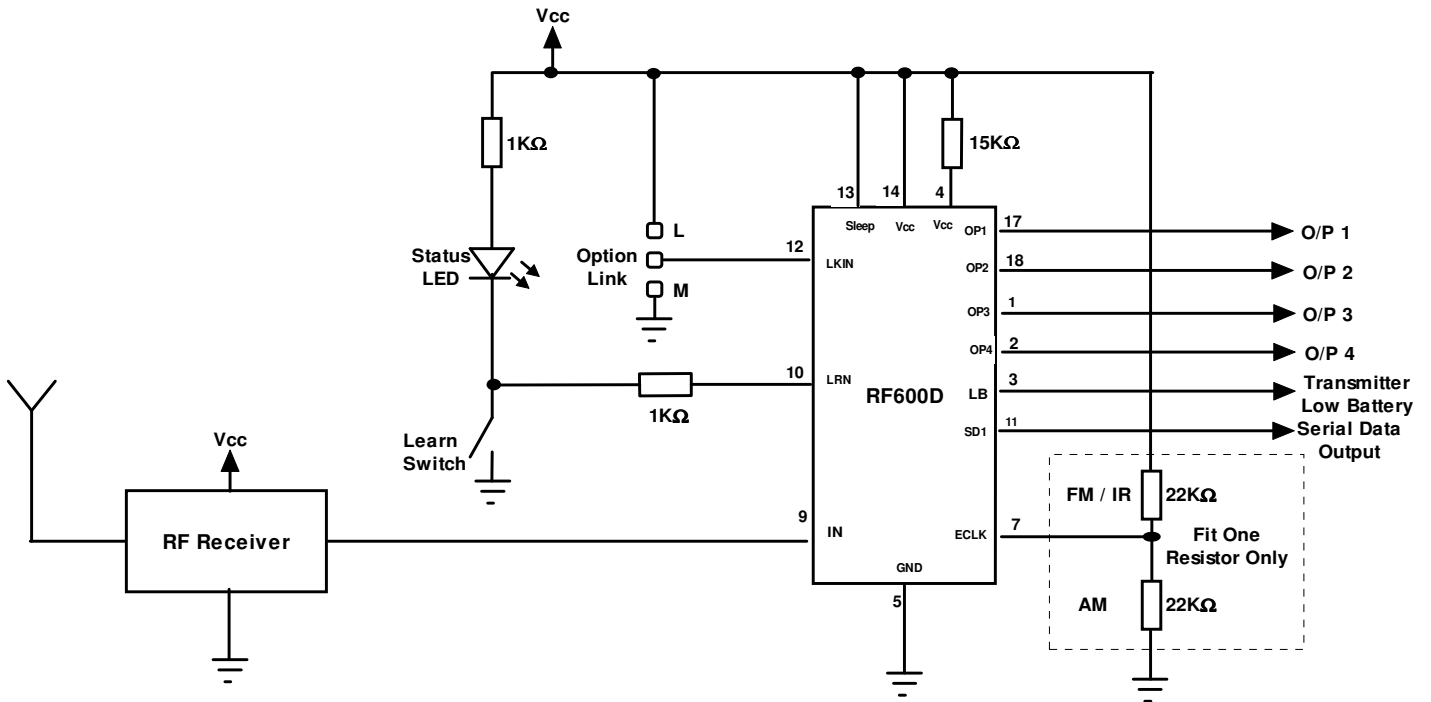 Vcc
1KΩ
15KΩ
13
14
4
Sleep
Vcc
Vcc
OP1
17
O/P 1
L
Status
LED
Option
Link
12
LKIN
OP2
18
O/P 2
M
OP3
1
O/P 3
OP4
2
O/P 4
10
LRN
RF600D
LB
3
Transmitter
Low Battery
1KΩ
SD1
11
Serial Data
Output
Learn
Switch
Vcc
RF Receiver
9
IN
ECLK
7
FM / IR
22KΩ
Fit One
Resistor Only
GND
5
AM
22KΩ